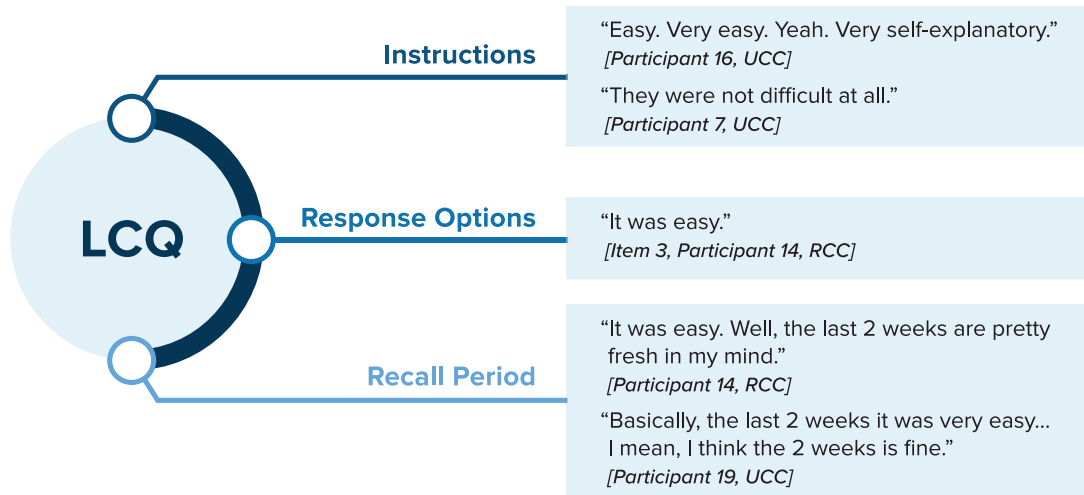 LCQ
Instructions
“Easy. Very easy. Yeah. Very self-explanatory.”
[Participant 16, UCC]
“They were not difficult at all.”
[Participant 7, UCC]
Response Options
“It was easy.”
[Item 3, Participant 14, RCC]
Recall Period
“It was easy. Well, the last 2 weeks are pretty
fresh in my mind.”
[Participant 14, RCC]
“Basically, the last 2 weeks it was very easy...
I mean, I think the 2 weeks is fine.”
[Participant 19, UCC]